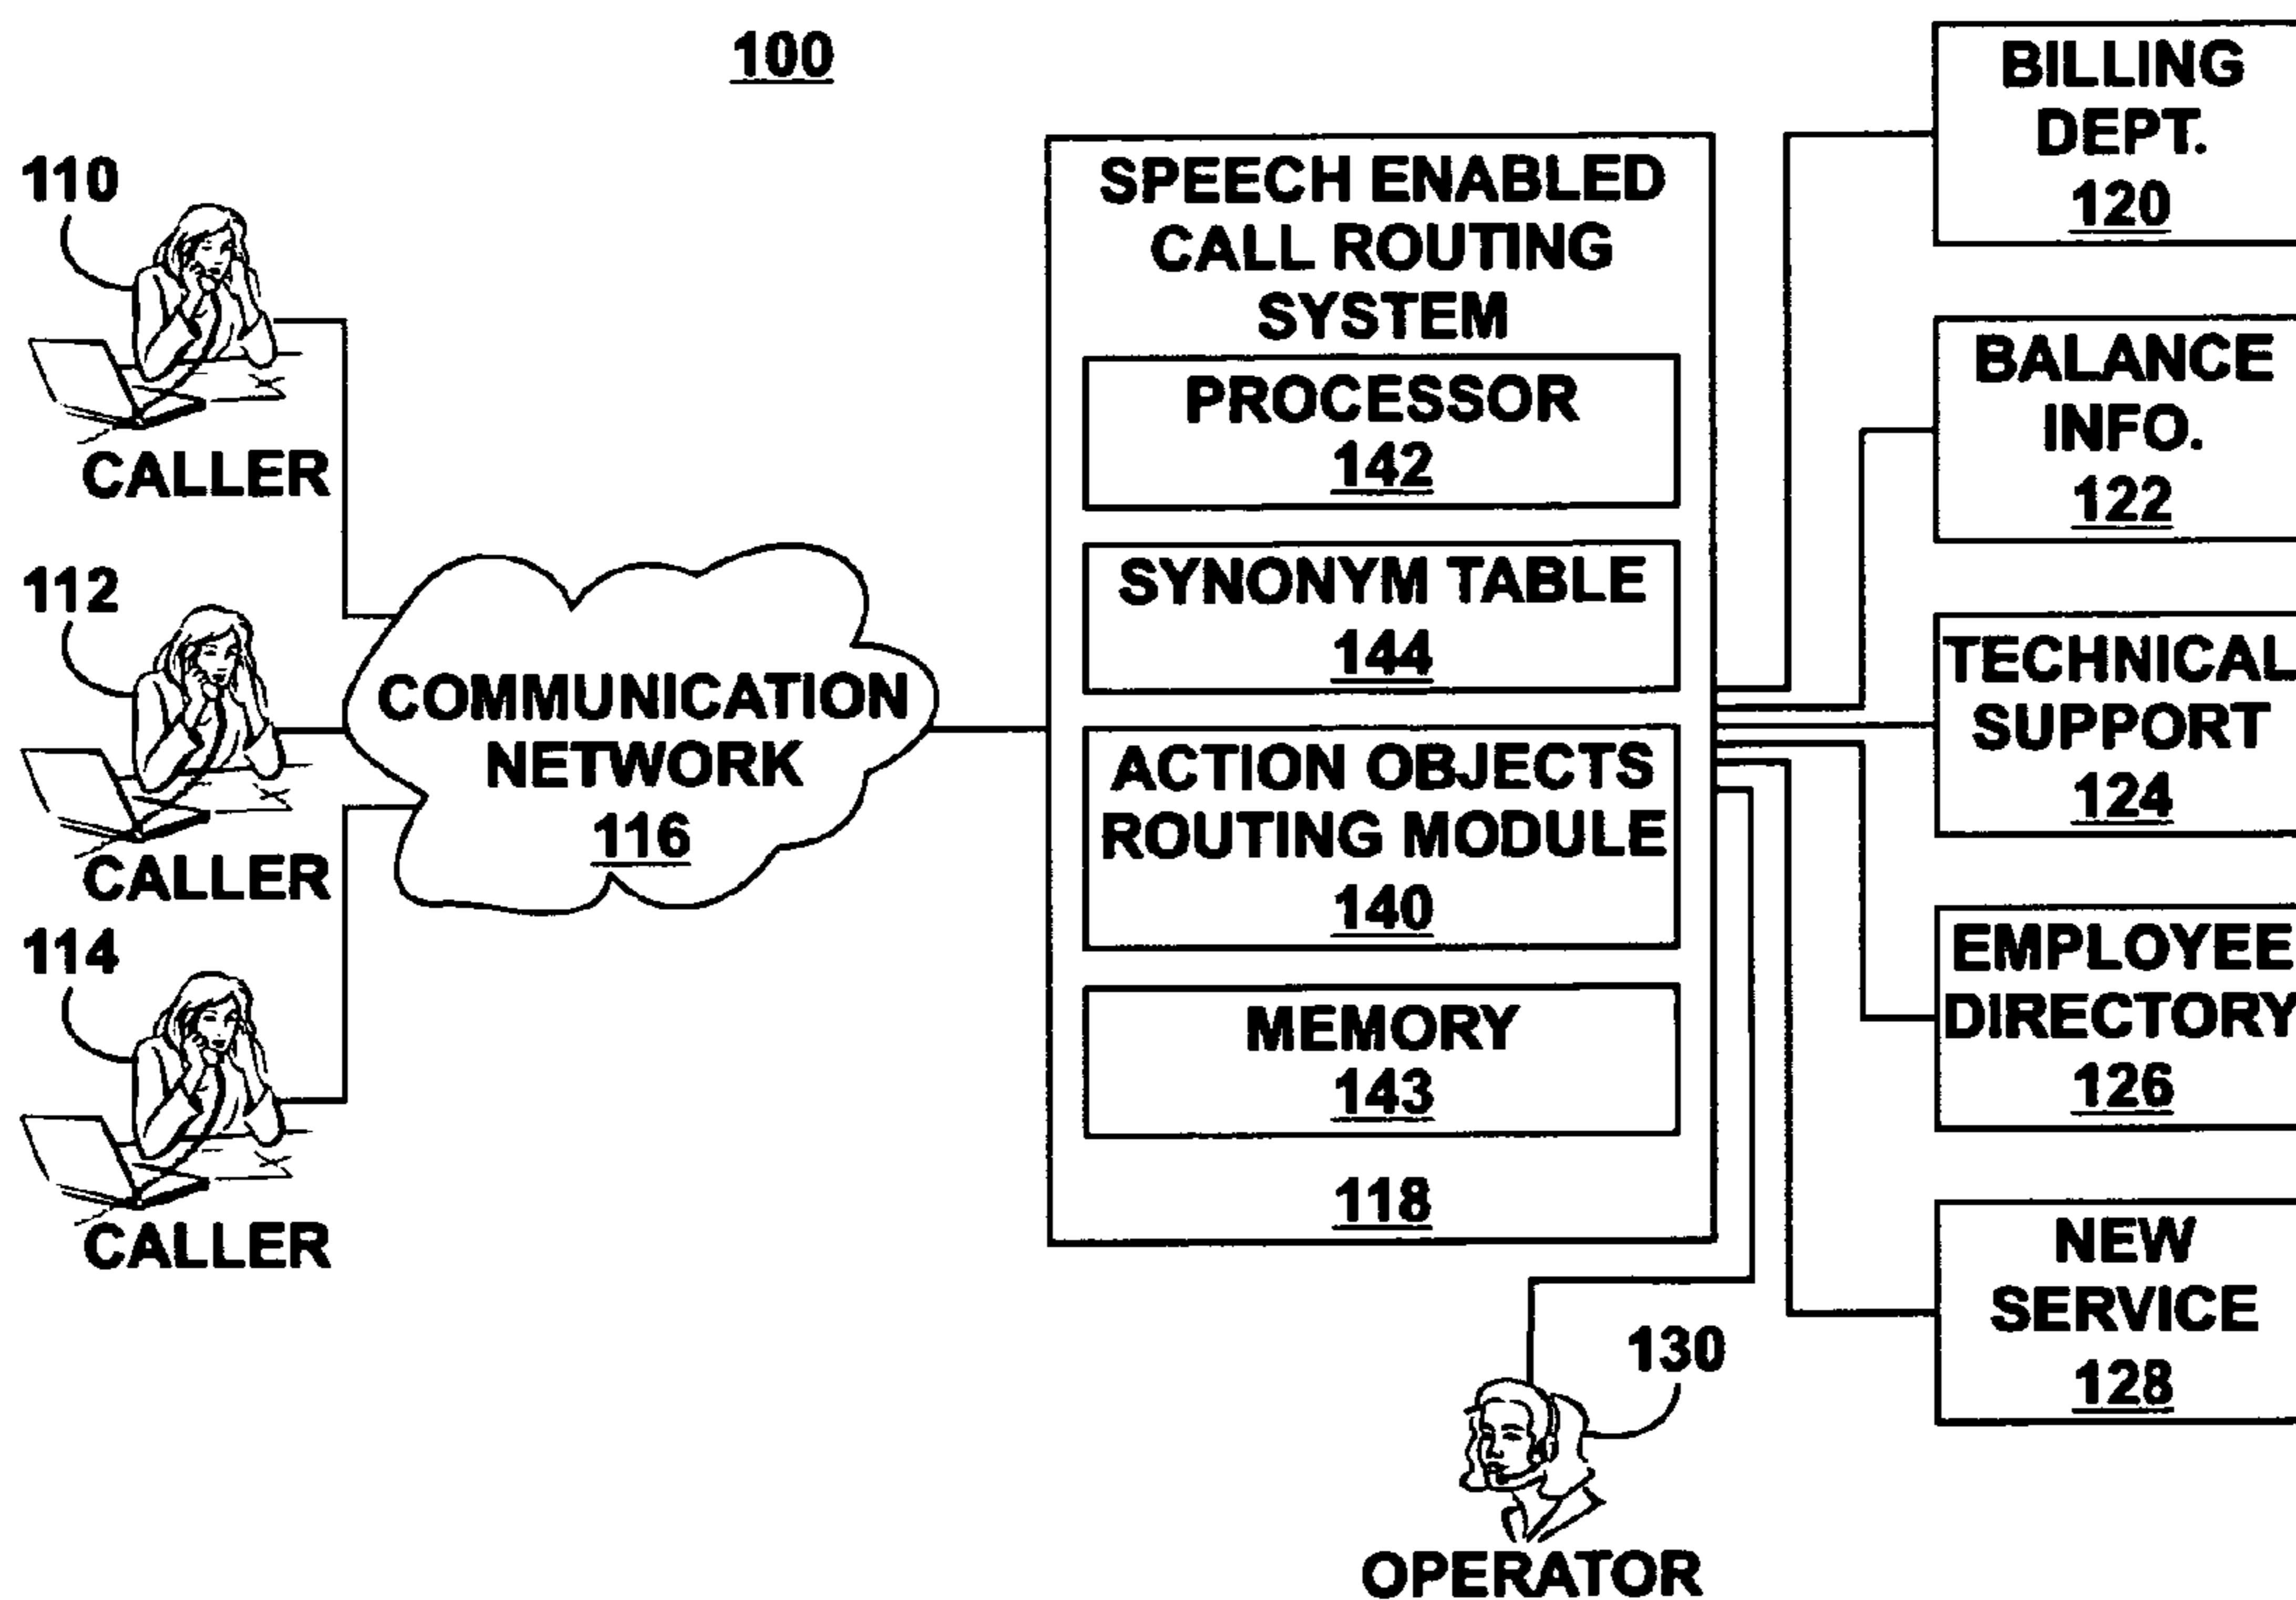 100
110
CALLER
112
CALLER
114
CALLER
COMMUNICATION
NETWORK
116
SPEECH ENABLED
CALL ROUTING
SYSTEM
PROCESSOR
142
SYNONYM TABLE
144
ACTION OBJECTS
ROUTING MODULE
140
MEMORY
143
118
BILLING
DEPT.
120
BALANCE
INFO.
122
TECHNICAL
SUPPORT
124
EMPLOYEE
DIRECTORY
126
NEW
SERVICE
128
130
OPERATOR